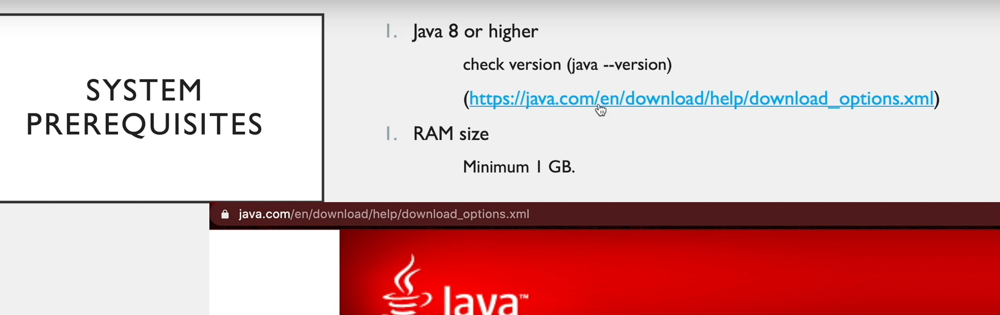 SYSTEM
PREREQUISITES
1. Java 8 or higher
check version (java --version)
(https://java.com/en/download/help/download_options.xml)
1. RAM size
Minimum 1 GB.
java.com/en/download/help/download_options.xml
Java™